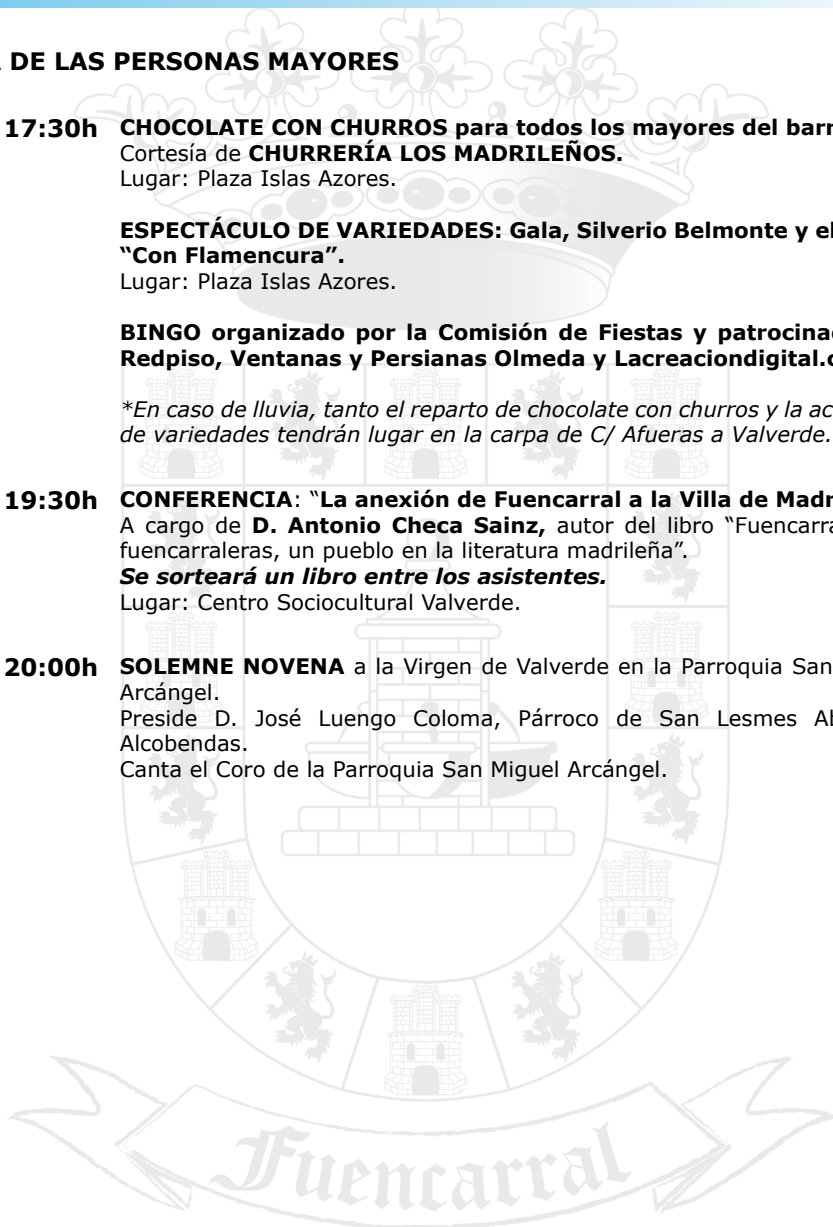 DE LAS PERSONAS MAYORES
17:30h CHOCOLATE CON CHURROS para todos los mayores del
Cortesía de CHURRERÍA LOS MADRILEÑOS.
Lugar: Plaza Islas Azores.
ESPECTÁCULO DE VARIEDADES: Gala, Silverio Belmonte y el
“Con Flamencura”.
Lugar: Plaza Islas Azores.
BINGO organizado por la Comisión de Fiestas y
Redpiso, Ventanas y Persianas Olmeda y
*En caso de lluvia, tanto el reparto de chocolate con churros y la
de variedades tendrán lugar en la carpa de C/ Afueras a Valverde.
19:30h CONFERENCIA: “La anexión de Fuencarral a la Villa de
A cargo de D. Antonio Checa Sainz, autor del libro
fuencarraleras, un pueblo en la literatura madrileña”.
Se sorteará un libro entre los asistentes.
Lugar: Centro Sociocultural Valverde.
20:00h SOLEMNE NOVENA a la Virgen de Valverde en la Parroquia San
Arcángel.
Preside D. José Luengo Coloma, Párroco de San Lesmes
Alcobendas.
Canta el Coro de la Parroquia San Miguel Arcángel.
Fuencarral